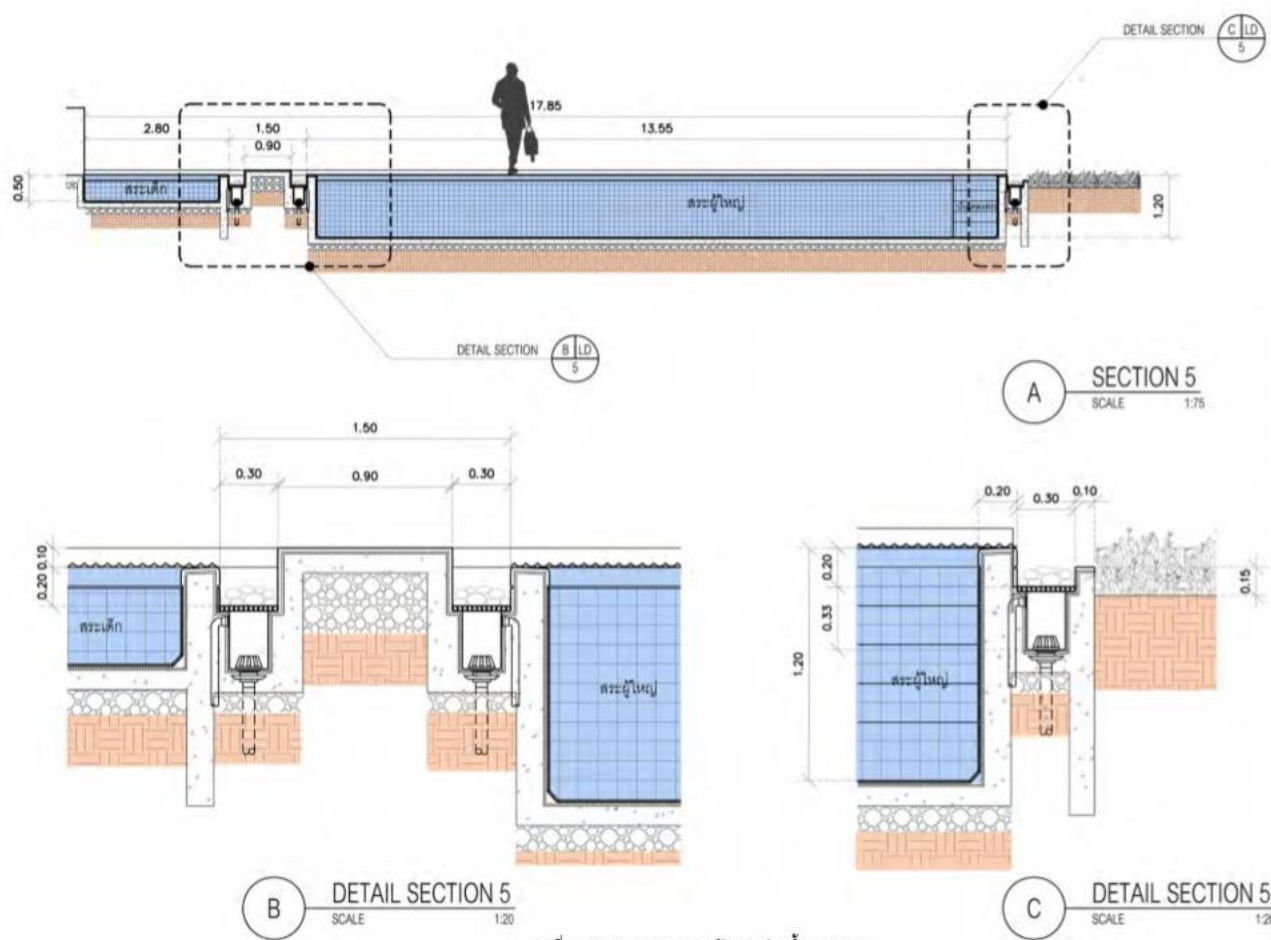 DETAIL SECTION C LD
5
17.85
2.80 1.50 13.55
0.90
0.50
สระเด็ก
สระผู้ใหญ่
1.20
DETAIL SECTION B LD
5
A SECTION 5
SCALE 1:75
1.50
0.30 0.90 0.30
0.10
0.20
สระเด็ก
สระผู้ใหญ่
B DETAIL SECTION 5
SCALE 1:20
0.20 0.30 0.10
0.20
0.33
1.20
0.15
สระผู้ใหญ่
C DETAIL SECTION 5
SCALE